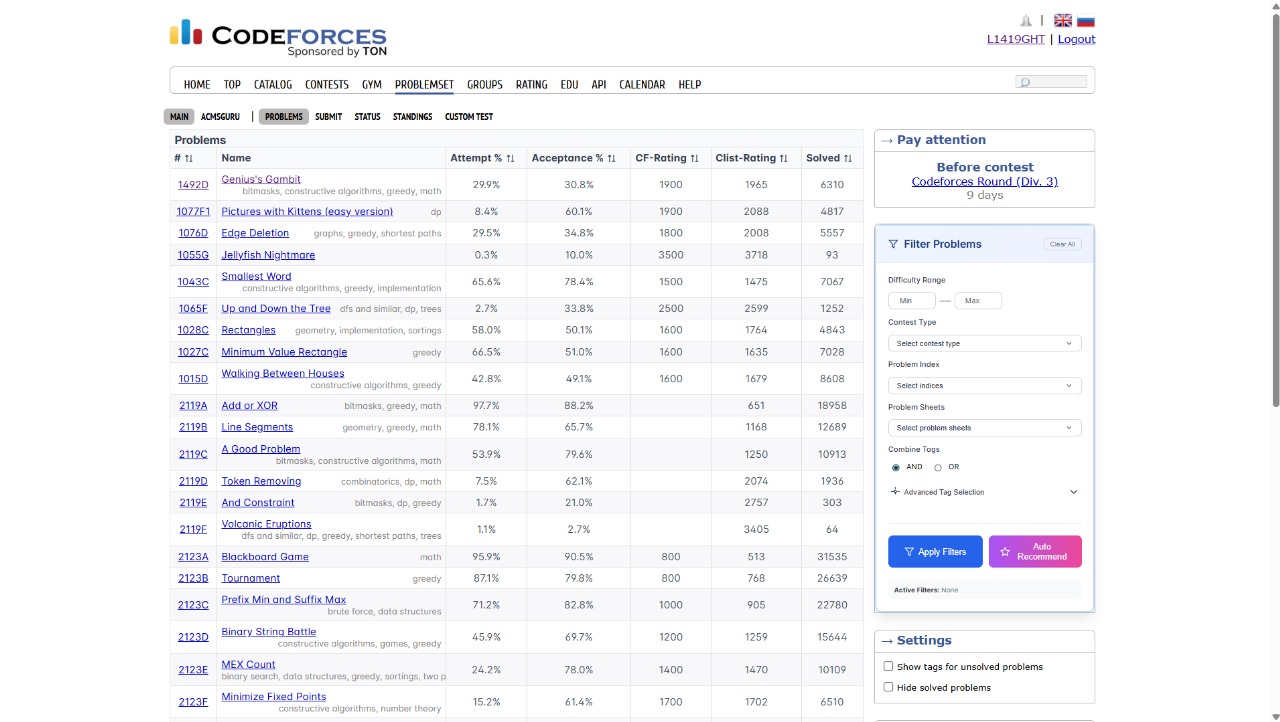 CODEFORCES
Sponsored by TON
|
L1419GHT | Logout
HOME TOP CATALOG CONTESTS GYM PROBLEMSET GROUPS RATING EDU API CALENDAR HELP
MAIN ACMSGURU | PROBLEMS SUBMIT STATUS STANDINGS CUSTOM TEST
Problems
# ↑↓ Name Attempt % ↑↓ Acceptance % ↑↓ CF-Rating ↑↓ Clist-Rating ↑↓ Solved ↑↓
1492D Genius's Gambit 29.9% 30.8% 1900 1965 6310
bitmasks, constructive algorithms, greedy, math
1077F1 Pictures with Kittens (easy version) dp 8.4% 60.1% 1900 2088 4817
1076D Edge Deletion graphs, greedy, shortest paths 29.5% 34.8% 1800 2008 5557
1055G Jellyfish Nightmare 0.3% 10.0% 3500 3718 93
1043C Smallest Word 65.6% 78.4% 1500 1475 7067
constructive algorithms, greedy, implementation
1065F Up and Down the Tree dfs and similar, dp, trees 2.7% 33.8% 2500 2599 1252
1028C Rectangles geometry, implementation, sortings 58.0% 50.1% 1600 1764 4843
1027C Minimum Value Rectangle greedy 66.5% 51.0% 1600 1635 7028
1015D Walking Between Houses 42.8% 49.1% 1600 1679 8608
constructive algorithms, greedy
2119A Add or XOR bitmasks, greedy, math 97.7% 88.2% 651 18958
2119B Line Segments geometry, greedy, math 78.1% 65.7% 1168 12689
2119C A Good Problem 53.9% 79.6% 1250 10913
bitmasks, constructive algorithms, math
2119D Token Removing combinatorics, dp, math 7.5% 62.1% 2074 1936
2119E And Constraint bitmasks, dp, greedy 1.7% 21.0% 2757 303
2119F Volcanic Eruptions 1.1% 2.7% 3405 64
dfs and similar, dp, greedy, shortest paths, trees
2123A Blackboard Game math 95.9% 90.5% 800 513 31535
2123B Tournament greedy 87.1% 79.8% 800 768 26639
2123C Prefix Min and Suffix Max 71.2% 82.8% 1000 905 22780
brute force, data structures
2123D Binary String Battle 45.9% 69.7% 1200 1259 15644
constructive algorithms, games, greedy
2123E MEX Count 24.2% 78.0% 1400 1470 10109
binary search, data structures, greedy, sortings, two p
2123F Minimize Fixed Points 15.2% 61.4% 1700 1702 6510
constructive algorithms, number theory
→ Pay attention
Before contest
Codeforces Round (Div. 3)
9 days
Filter Problems Clear All
Difficulty Range
Min — Max
Contest Type
Select contest type
Problem Index
Select indices
Problem Sheets
Select problem sheets
Combine Tags
AND OR
Advanced Tag Selection
Apply Filters
Auto
Recommend
Active Filters: None
→ Settings
Show tags for unsolved problems
Hide solved problems